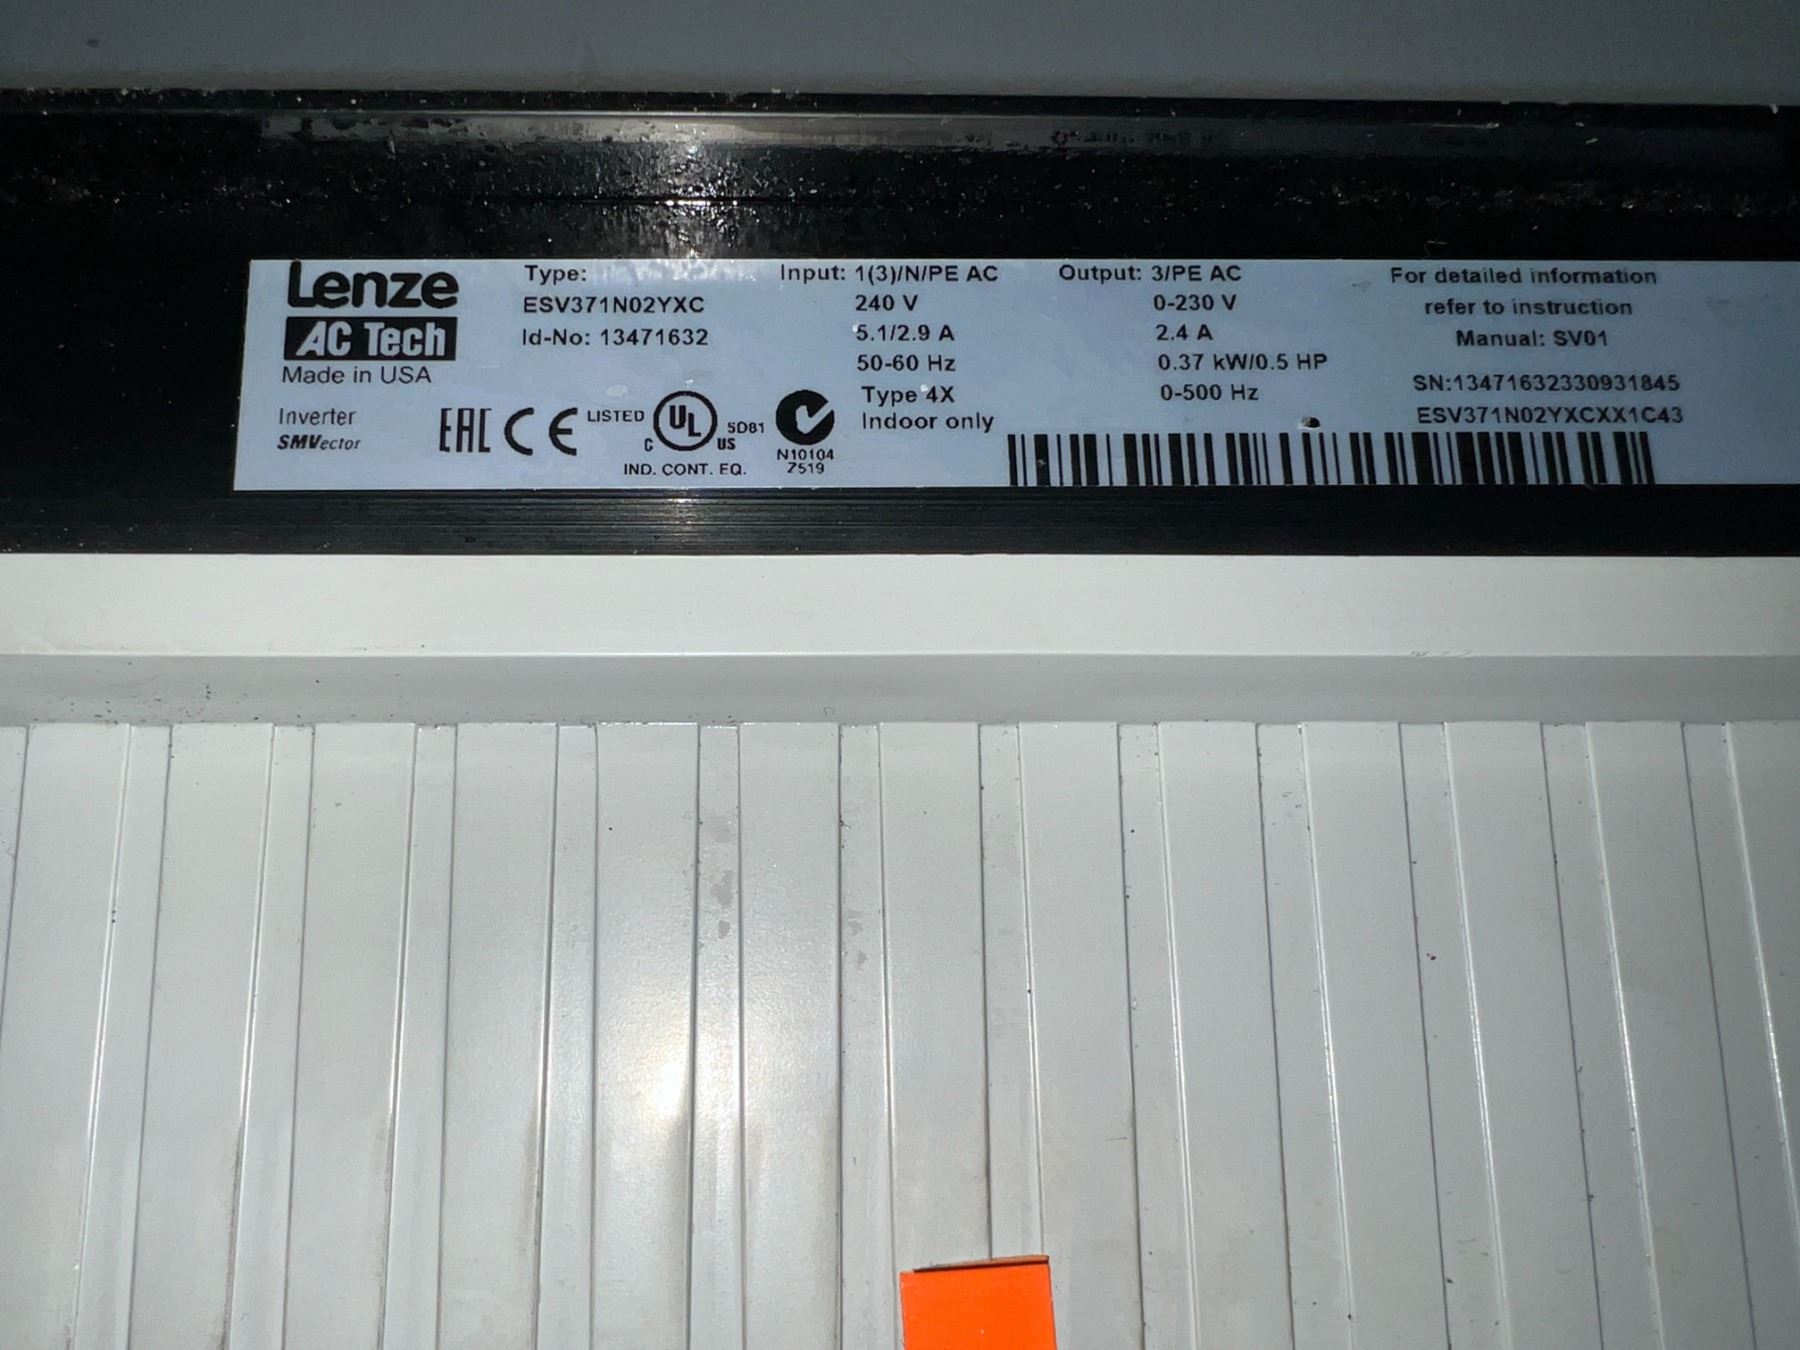 Lenze
AC Tech
Made in USA
Inverter
SMVector
Type:
ESV371N02YXC
Id-No: 13471632
EAC CE LISTED UL C US 5D81
IND. CONT. EQ.
N10104
Z519
Input: 1(3)/N/PE AC
240 V
5.1/2.9 A
50-60 Hz
Type 4X
Indoor only
Output: 3/PE AC
0-230 V
2.4 A
0.37 kW/0.5 HP
0-500 Hz
For detailed information
refer to instruction
Manual: SV01
SN:13471632330931845
ESV371N02YXCXX1C43